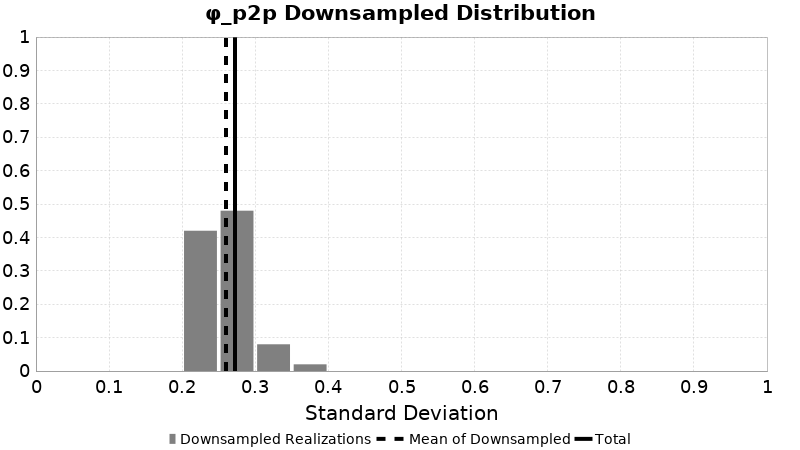 φ_p2p Downsampled Distribution
1
0.9
0.8
0.7
0.6
0.5
0.4
0.3
0.2
0.1
0
0 0.1 0.2 0.3 0.4 0.5 0.6 0.7 0.8 0.9 1
Standard Deviation
Downsampled Realizations Mean of Downsampled Total